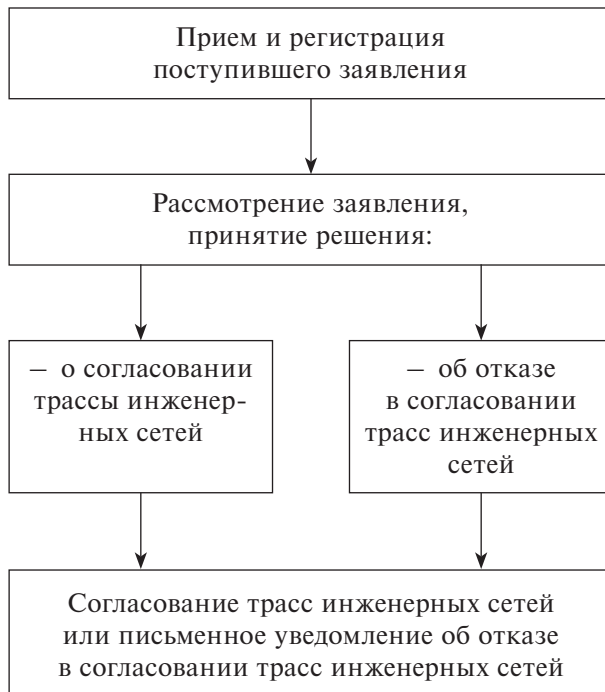 Прием и регистрация
поступившего заявления
Рассмотрение заявления,
принятие решения:
– о согласовании
трассы инженер-
ных сетей
– об отказе
в согласовании
трасс инженерных
сетей
Согласование трасс инженерных сетей
или письменное уведомление об отказе
в согласовании трасс инженерных сетей